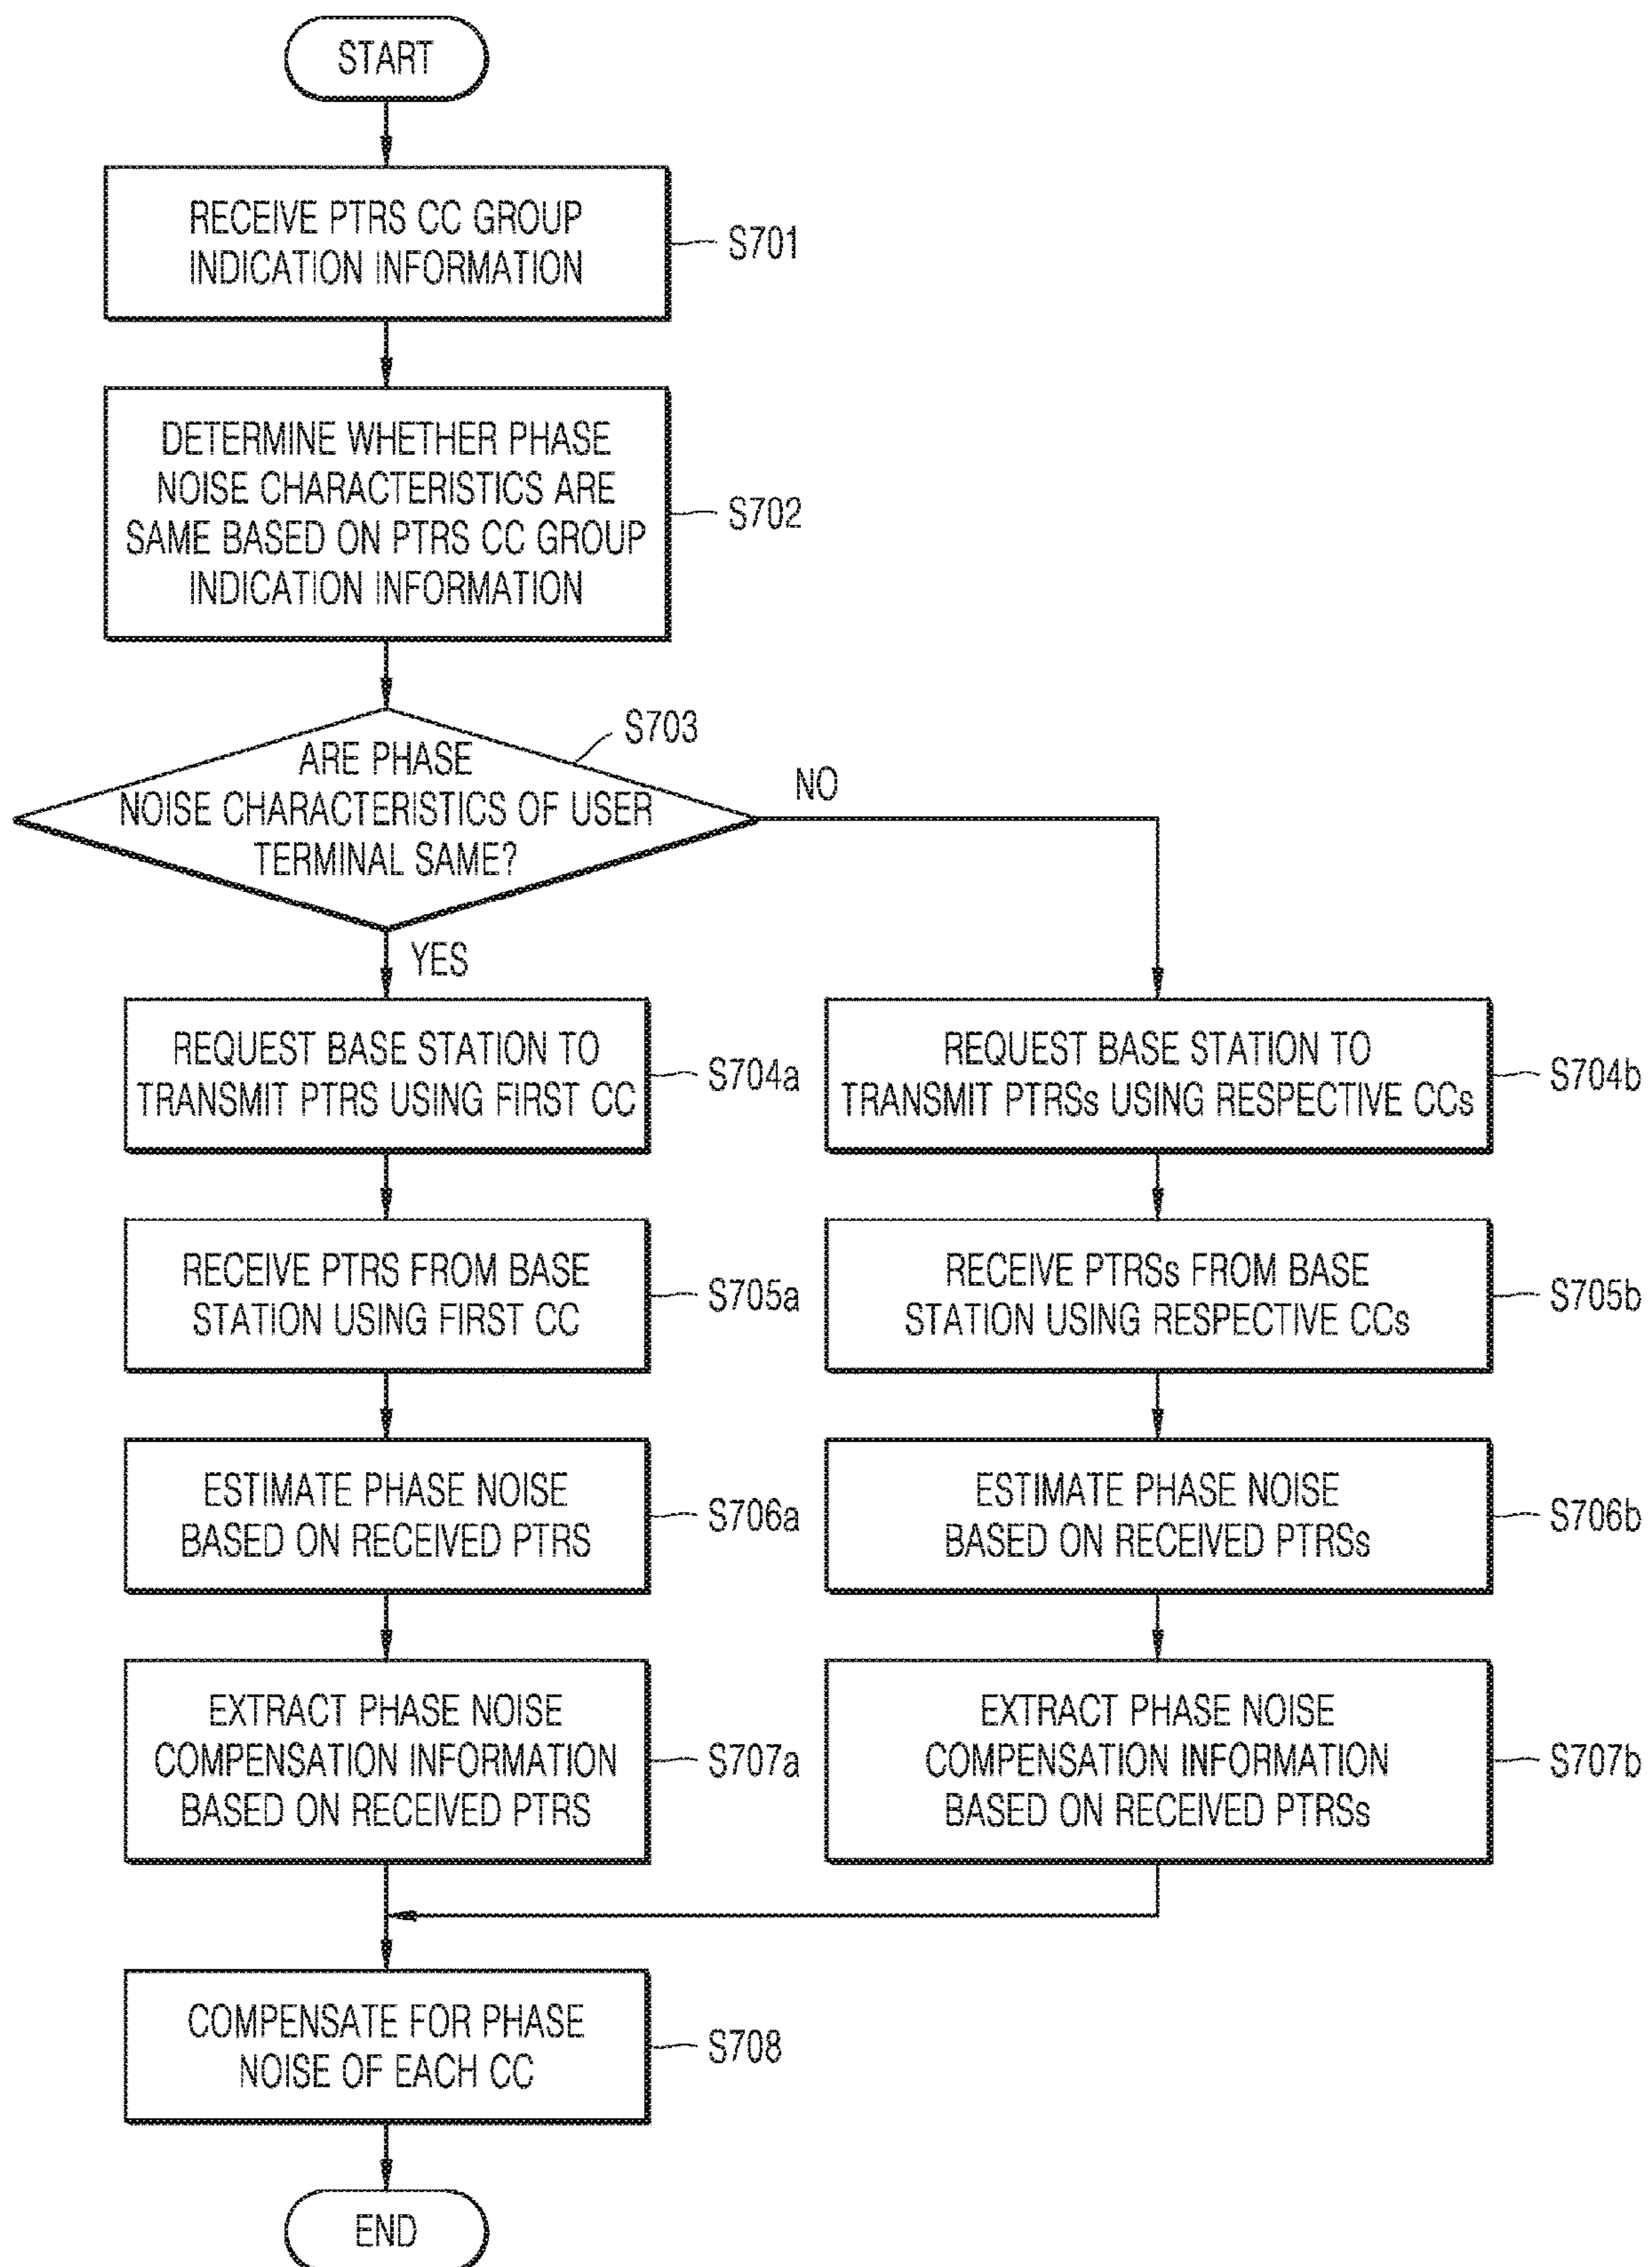 START
RECEIVE PTRS CC GROUP
INDICATION INFORMATION
S701
DETERMINE WHETHER PHASE
NOISE CHARACTERISTICS ARE
SAME BASED ON PTRS CC GROUP
INDICATION INFORMATION
S702
S703
ARE PHASE
NOISE CHARACTERISTICS OF USER
TERMINAL SAME?
NO
YES
REQUEST BASE STATION TO
TRANSMIT PTRS USING FIRST CC
S704a
REQUEST BASE STATION TO
TRANSMIT PTRSs USING RESPECTIVE CCs
S704b
RECEIVE PTRS FROM BASE
STATION USING FIRST CC
S705a
RECEIVE PTRSs FROM BASE
STATION USING RESPECTIVE CCs
S705b
ESTIMATE PHASE NOISE
BASED ON RECEIVED PTRS
S706a
ESTIMATE PHASE NOISE
BASED ON RECEIVED PTRSs
S706b
EXTRACT PHASE NOISE
COMPENSATION INFORMATION
BASED ON RECEIVED PTRS
S707a
EXTRACT PHASE NOISE
COMPENSATION INFORMATION
BASED ON RECEIVED PTRSs
S707b
COMPENSATE FOR PHASE
NOISE OF EACH CC
S708
END